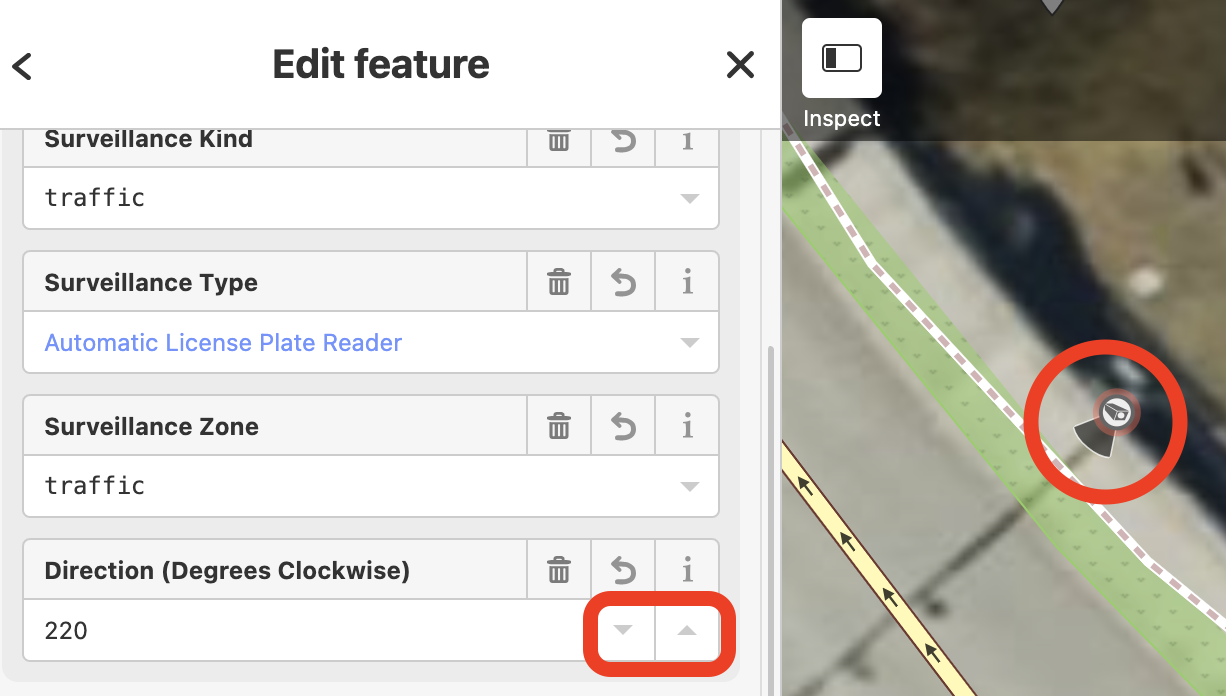 Edit feature
Inspect
Surveillance Kind
traffic
Surveillance Type
Automatic License Plate Reader
Surveillance Zone
traffic
Direction (Degrees Clockwise)
220